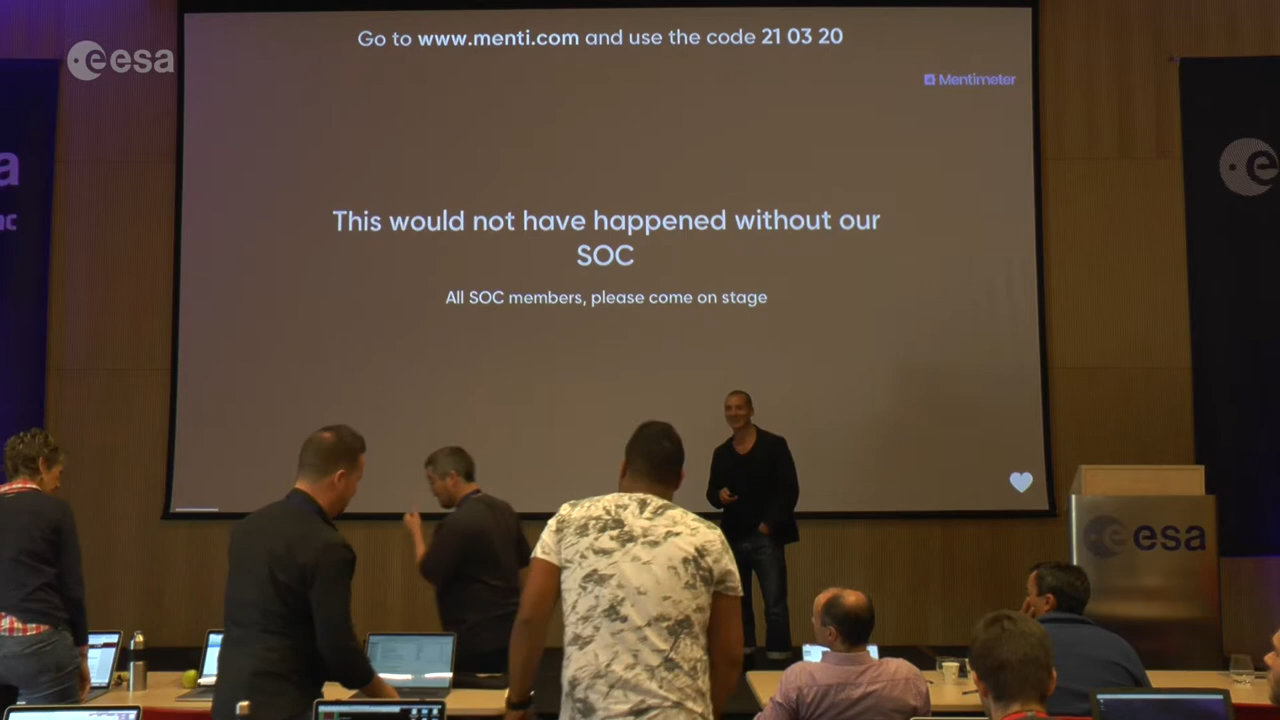 Go to www.menti.com and use the code 21 03 20
esa
Mentimeter
a
This would not have happened without our
SOC
All SOC members, please come on stage
esa